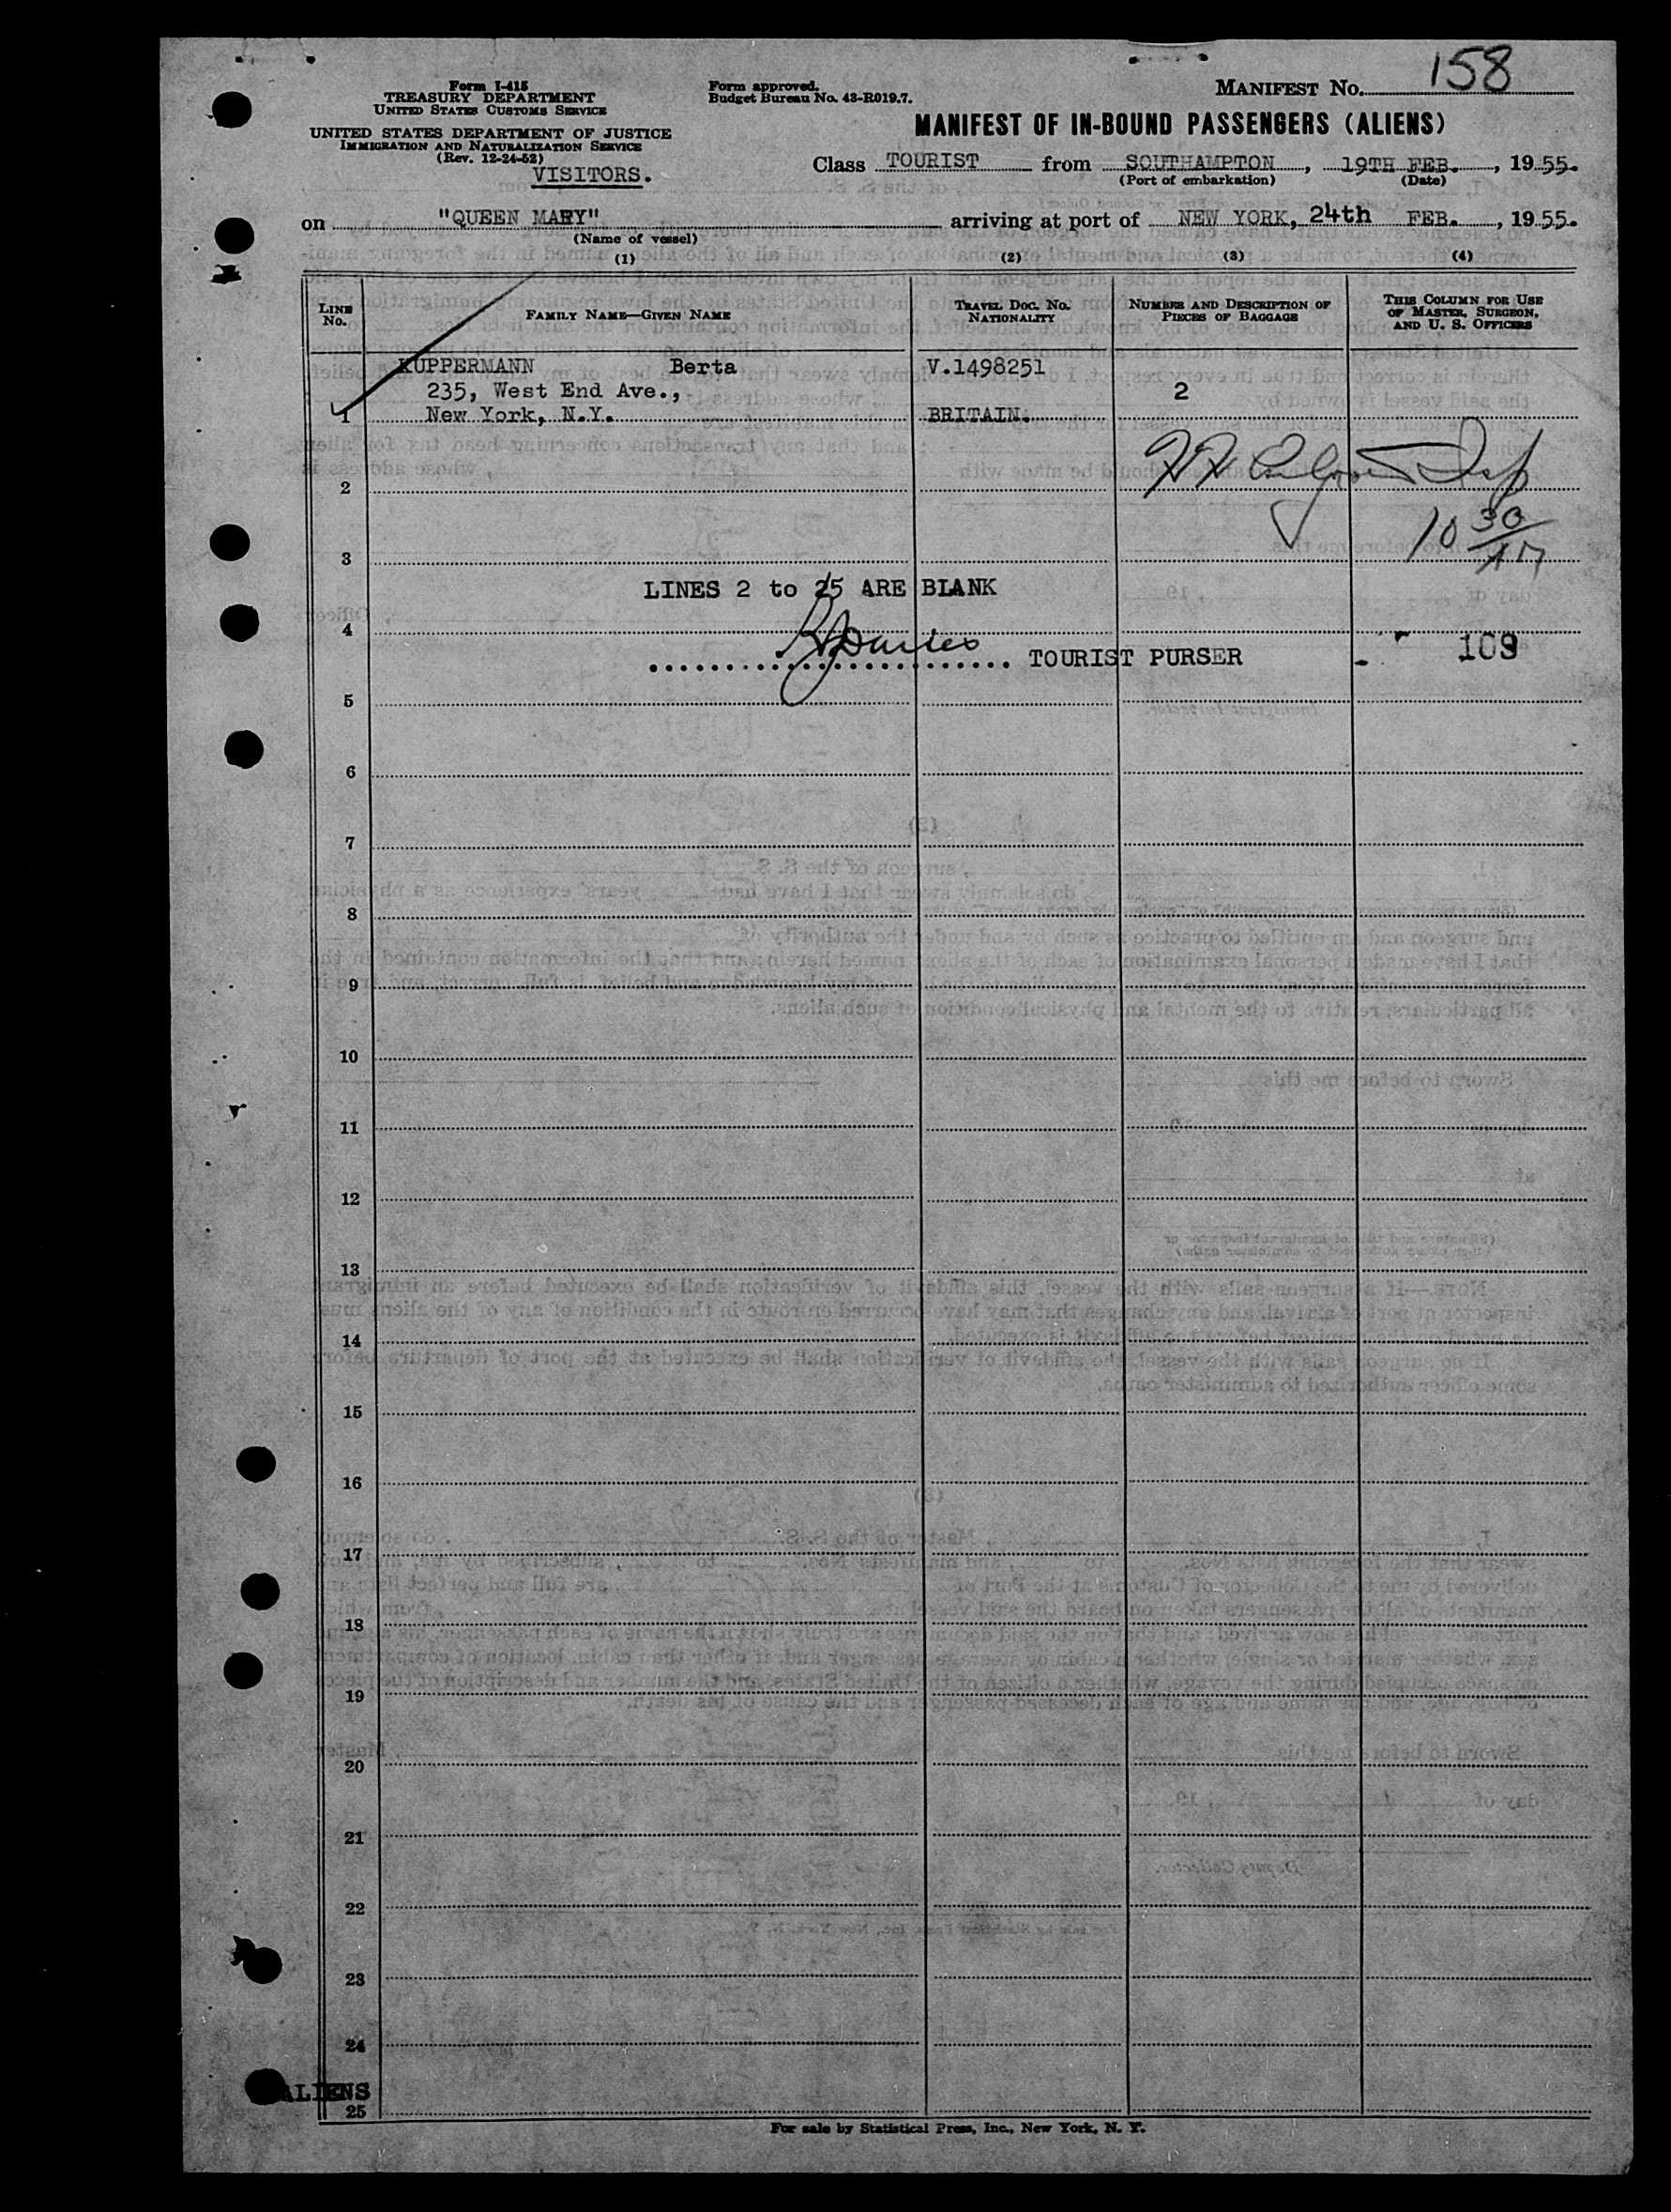 Form I-415
TREASURY DEPARTMENT
UNITED STATES CUSTOMS SERVICE
UNITED STATES DEPARTMENT OF JUSTICE
IMMIGRATION AND NATURALIZATION SERVICE
(Rev. 12-24-52)
VISITORS.
Form approved.
Budget Bureau No. 43-R019.7.
MANIFEST NO. 158
MANIFEST OF IN-BOUND PASSENGERS (ALIENS)
Class TOURIST from SOUTHAMPTON, 19TH FEB., 1955.
(Port of embarkation) (Date)
on "QUEEN MARY" arriving at port of NEW YORK, 24th FEB., 1955.
(Name of vessel)
(1) (2) (3) (4)
LINE No. FAMILY NAME—GIVEN NAME TRAVEL DOC. NO. NATIONALITY NUMBER AND DESCRIPTION OF PIECES OF BAGGAGE THIS COLUMN FOR USE OF MASTER, SURGEON, AND U. S. OFFICERS
KUPPERMANN Berta V.1498251
235, West End Ave., 2
1 New York, N.Y. BRITAIN.
2
10 30
3
LINES 2 to 25 ARE BLANK
4
Davies TOURIST PURSER 109
5
6
7
8
9
10
11
12
13
14
15
16
17
18
19
20
21
22
23
24
ALIENS
25
For sale by Statistical Press, Inc., New York, N. Y.